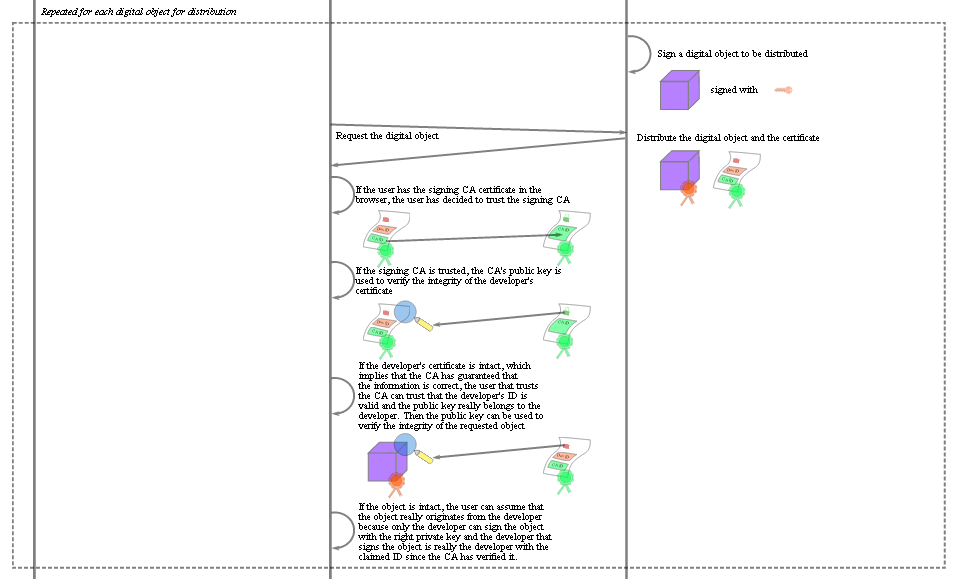 Repeated for each digital object for distribution
Sign a digital object to be distributed
signed with
Request the digital object
Distribute the digital object and the certificate
If the user has the signing CA certificate in the
browser, the user has decided to trust the signing CA
If the signing CA is trusted, the CA's public key is
used to verify the integrity of the developer's
certificate
If the developer's certificate is intact, which
implies that the CA has guaranteed that
the information is correct, the user that trusts
the CA can trust that the developer's ID is
valid and the public key really belongs to the
developer. Then the public key can be used to
verify the integrity of the requested object
If the object is intact, the user can assume that
the object really originates from the developer
because only the developer can sign the object
with the right private key and the developer that
signs the object is really the developer with the
claimed ID since the CA has verified it.